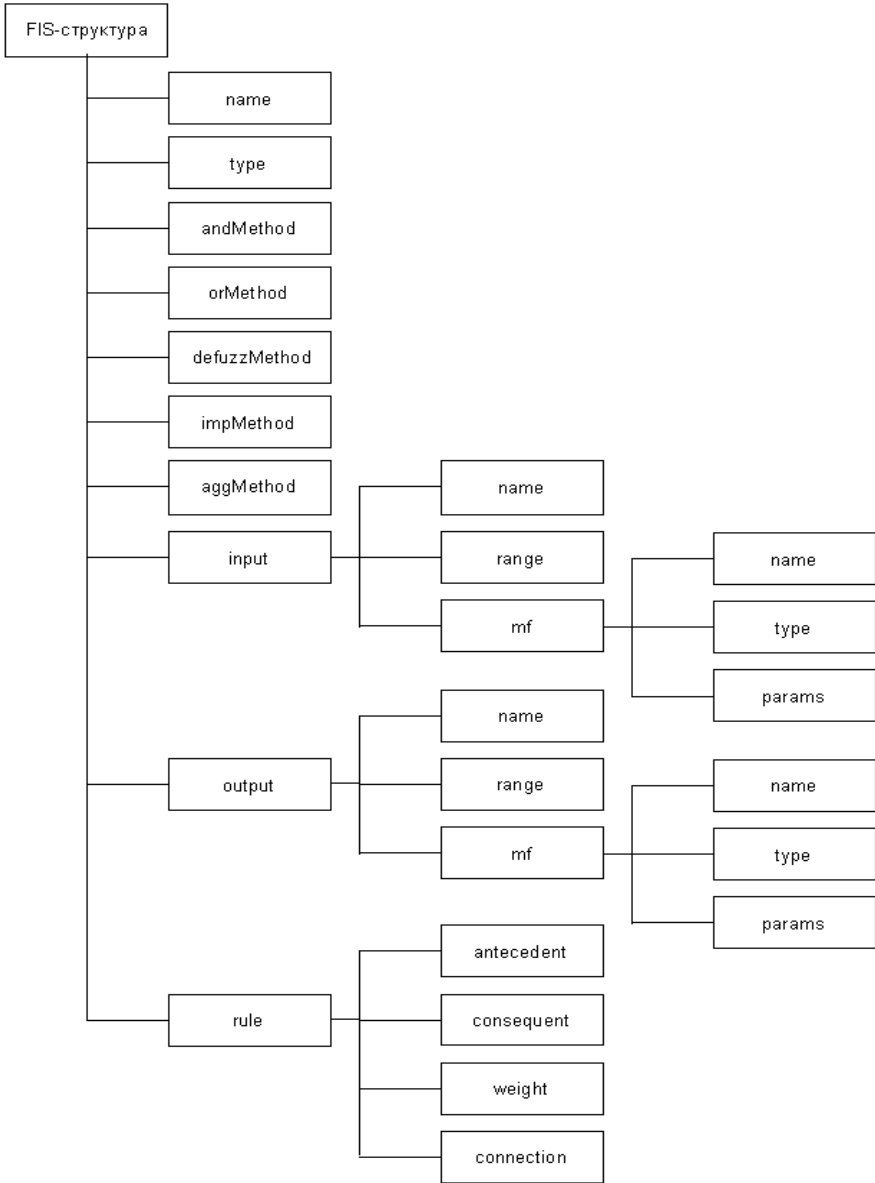 FIS-структура
name
type
andMethod
orMethod
defuzzMethod
impMethod
aggMethod
input
name
range
mf
name
type
params
output
name
range
mf
name
type
params
rule
antecedent
consequent
weight
connection